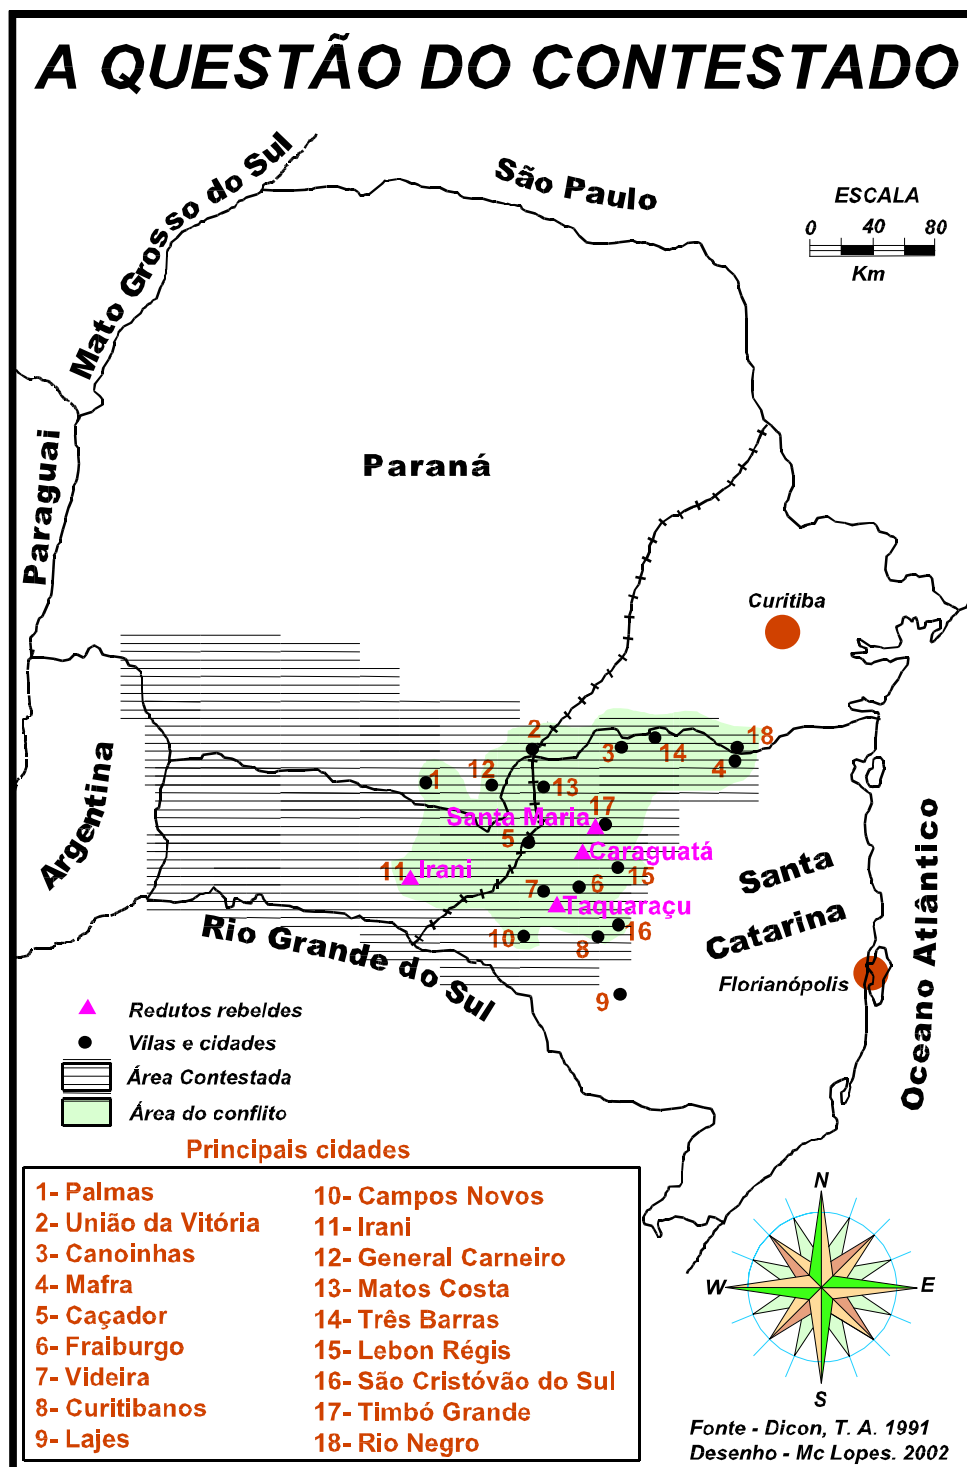 A QUESTÃO DO CONTESTADO
Mato Grosso do Sul
São Paulo
ESCALA
0 40 80
Km
Paraguai
Paraná
Curitiba
Argentina
2
3
14
18
4
1
12
13
17
Santa Maria
5
Caraguatá
11
Irani
15
7
6
Taquaraçu
16
10
8
9
Santa
Catarina
Florianópolis
Oceano Atlântico
Rio Grande do Sul
Redutos rebeldes
Vilas e cidades
Área Contestada
Área do conflito
Principais cidades
1- Palmas
2- União da Vitória
3- Canoinhas
4- Mafra
5- Caçador
6- Fraiburgo
7- Videira
8- Curitibanos
9- Lajes
10- Campos Novos
11- Irani
12- General Carneiro
13- Matos Costa
14- Três Barras
15- Lebon Régis
16- São Cristóvão do Sul
17- Timbó Grande
18- Rio Negro
N
W
E
S
Fonte - Dicon, T. A. 1991
Desenho - Mc Lopes. 2002